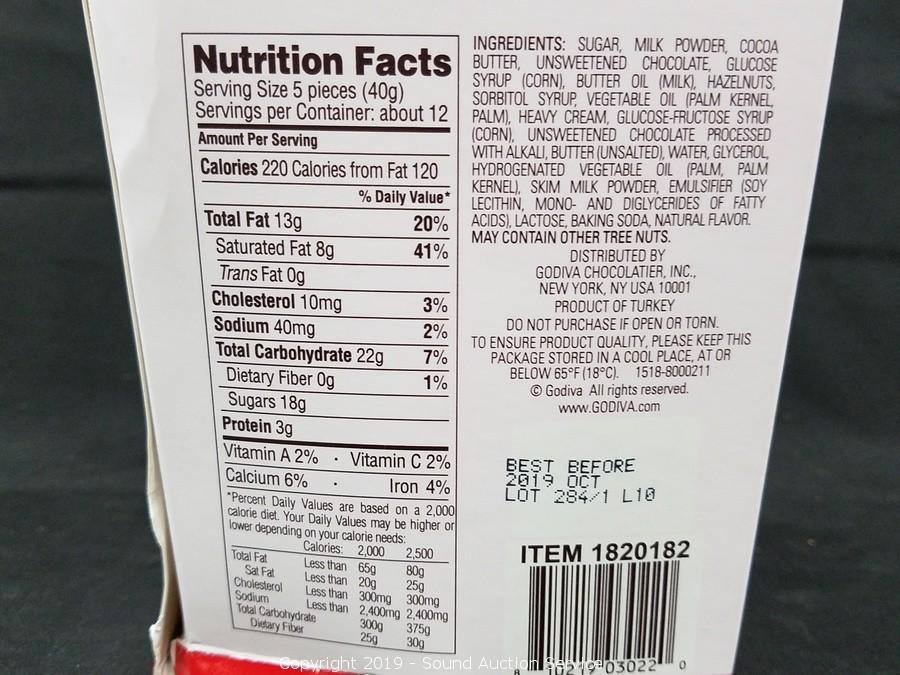 Nutrition Facts
Serving Size 5 pieces (40g)
Servings per Container: about 12
Amount Per Serving
Calories 220 Calories from Fat 120
% Daily Value*
Total Fat 13g 20%
Saturated Fat 8g 41%
Trans Fat 0g
Cholesterol 10mg 3%
Sodium 40mg 2%
Total Carbohydrate 22g 7%
Dietary Fiber 0g 1%
Sugars 18g
Protein 3g
Vitamin A 2% · Vitamin C 2%
Calcium 6% · Iron 4%
*Percent Daily Values are based on a 2,000
calorie diet. Your Daily Values may be higher or
lower depending on your calorie needs:
Calories: 2,000 2,500
Total Fat Less than 65g 80g
Sat Fat Less than 20g 25g
Cholesterol Less than 300mg 300mg
Sodium Less than 2,400mg 2,400mg
Total Carbohydrate 300g 375g
Dietary Fiber 25g 30g
INGREDIENTS: SUGAR, MILK POWDER, COCOA
BUTTER, UNSWEETENED CHOCOLATE, GLUCOSE
SYRUP (CORN), BUTTER OIL (MILK), HAZELNUTS,
SORBITOL SYRUP, VEGETABLE OIL (PALM KERNEL,
PALM), HEAVY CREAM, GLUCOSE-FRUCTOSE SYRUP
(CORN), UNSWEETENED CHOCOLATE PROCESSED
WITH ALKALI, BUTTER (UNSALTED), WATER, GLYCEROL,
HYDROGENATED VEGETABLE OIL (PALM, PALM
KERNEL), SKIM MILK POWDER, EMULSIFIER (SOY
LECITHIN, MONO- AND DIGLYCERIDES OF FATTY
ACIDS), LACTOSE, BAKING SODA, NATURAL FLAVOR.
MAY CONTAIN OTHER TREE NUTS.
DISTRIBUTED BY
GODIVA CHOCOLATIER, INC.,
NEW YORK, NY USA 10001
PRODUCT OF TURKEY
DO NOT PURCHASE IF OPEN OR TORN.
TO ENSURE PRODUCT QUALITY, PLEASE KEEP THIS
PACKAGE STORED IN A COOL PLACE, AT OR
BELOW 65°F (18°C). 1518-8000211
© Godiva All rights reserved.
www.GODIVA.com
BEST BEFORE
2019 OCT
LOT 284/1 L10
ITEM 1820182
03022 0
Copyright 2019 - Sound Auction Service